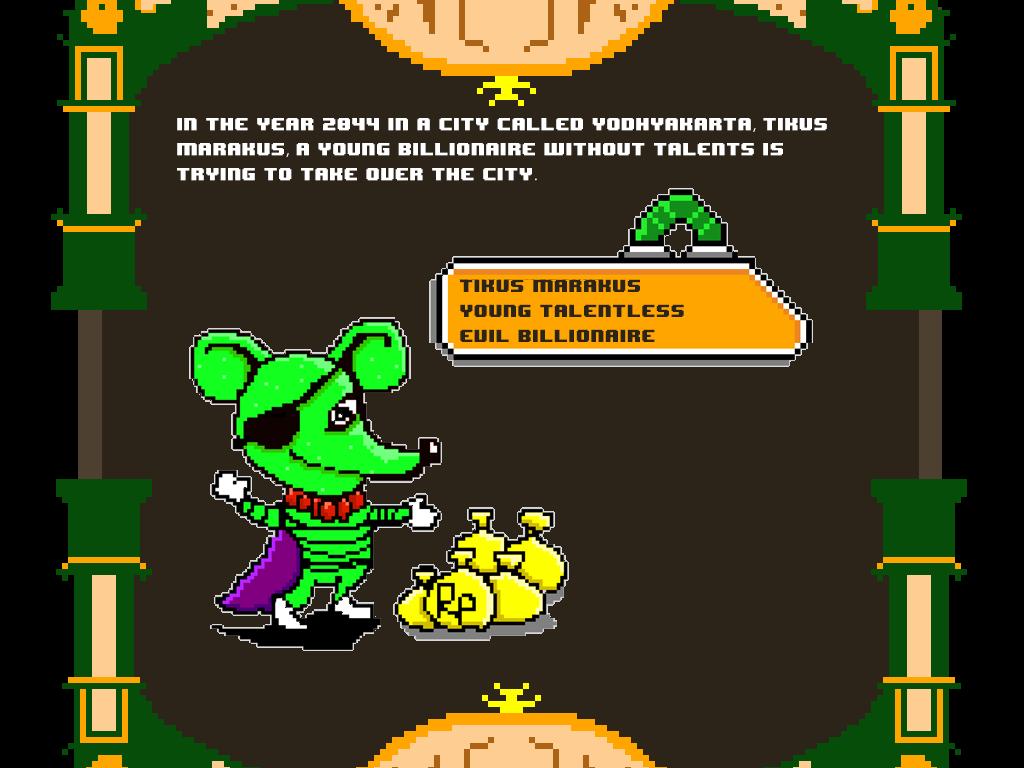 IN THE YEAR 2044 IN A CITY CALLED YODHYAKARTA, TIKUS
MARAKUS, A YOUNG BILLIONAIRE WITHOUT TALENTS IS
TRYING TO TAKE OVER THE CITY.
TIKUS MARAKUS
YOUNG TALENTLESS
EVIL BILLIONAIRE
Rp